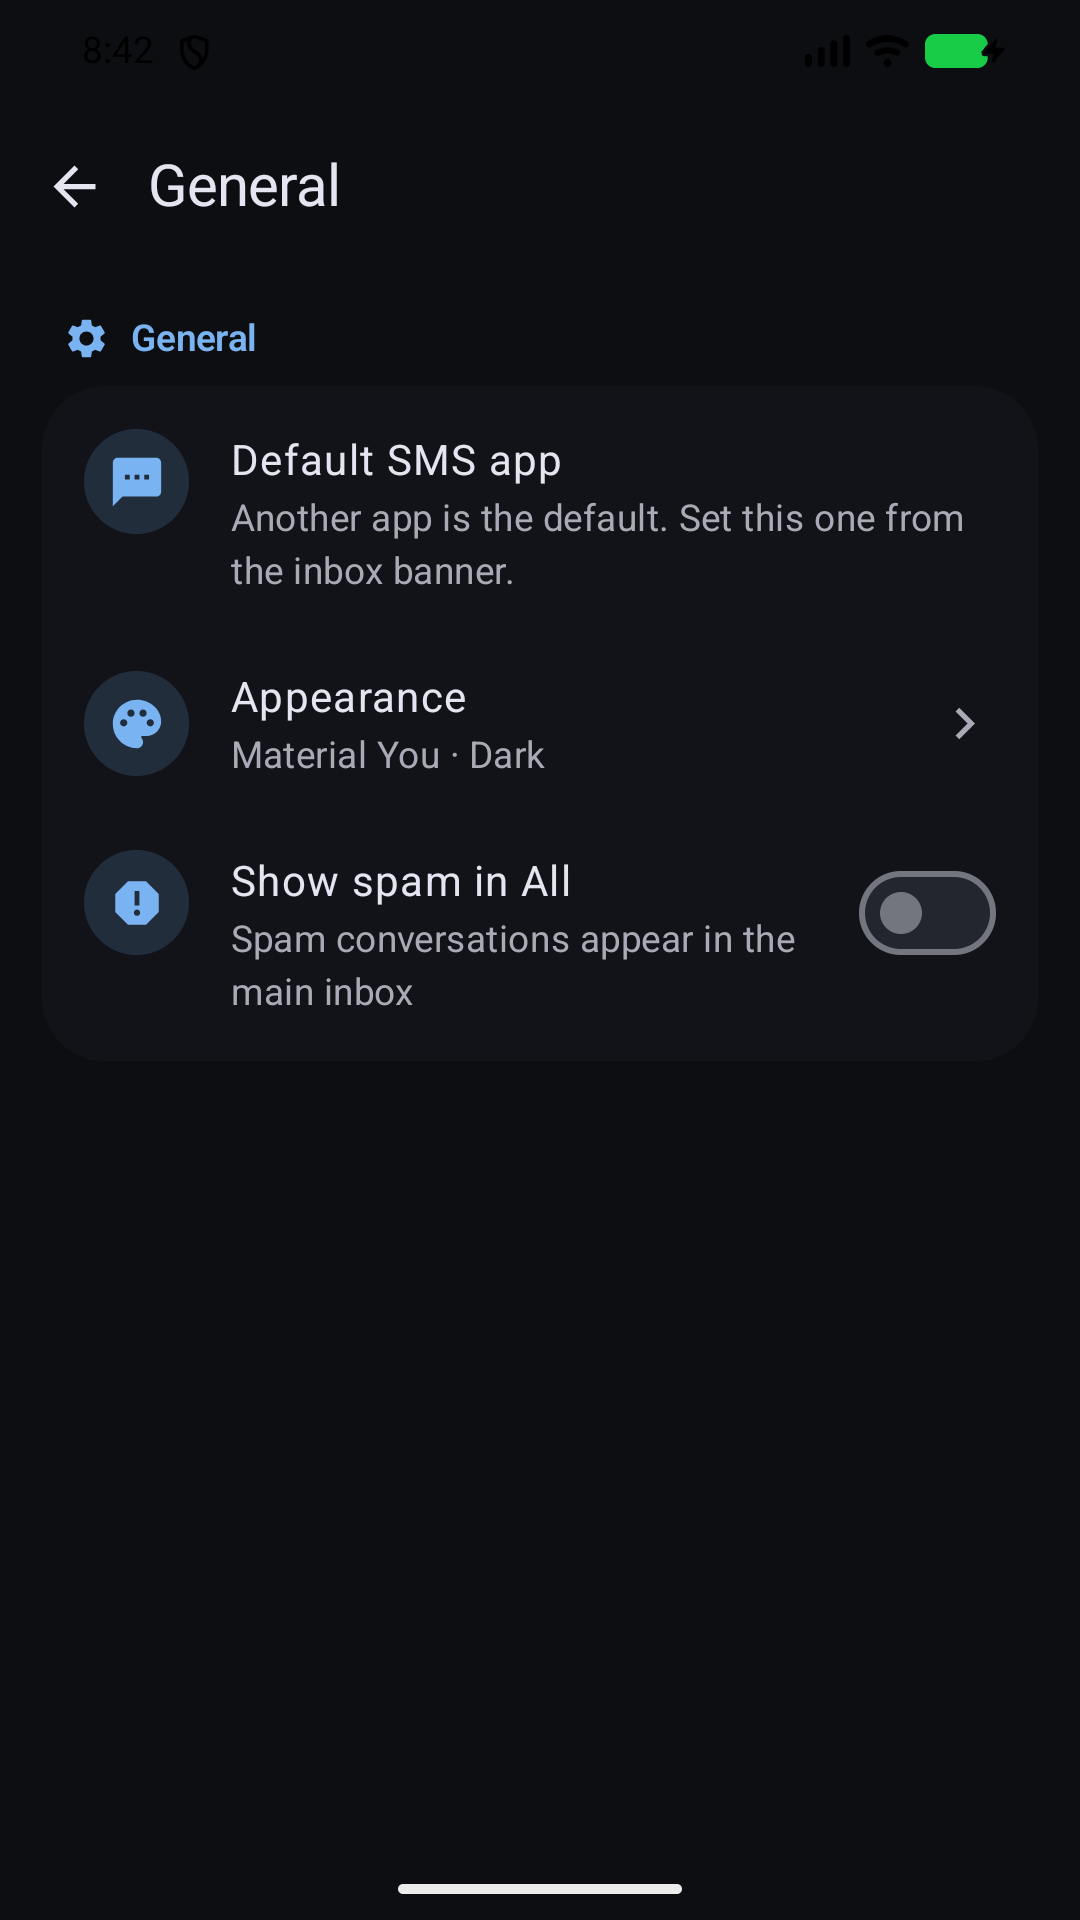 8:42
General
General
Default SMS app
Another app is the default. Set this one from
the inbox banner.
Appearance
Material You · Dark
Show spam in All
Spam conversations appear in the
main inbox